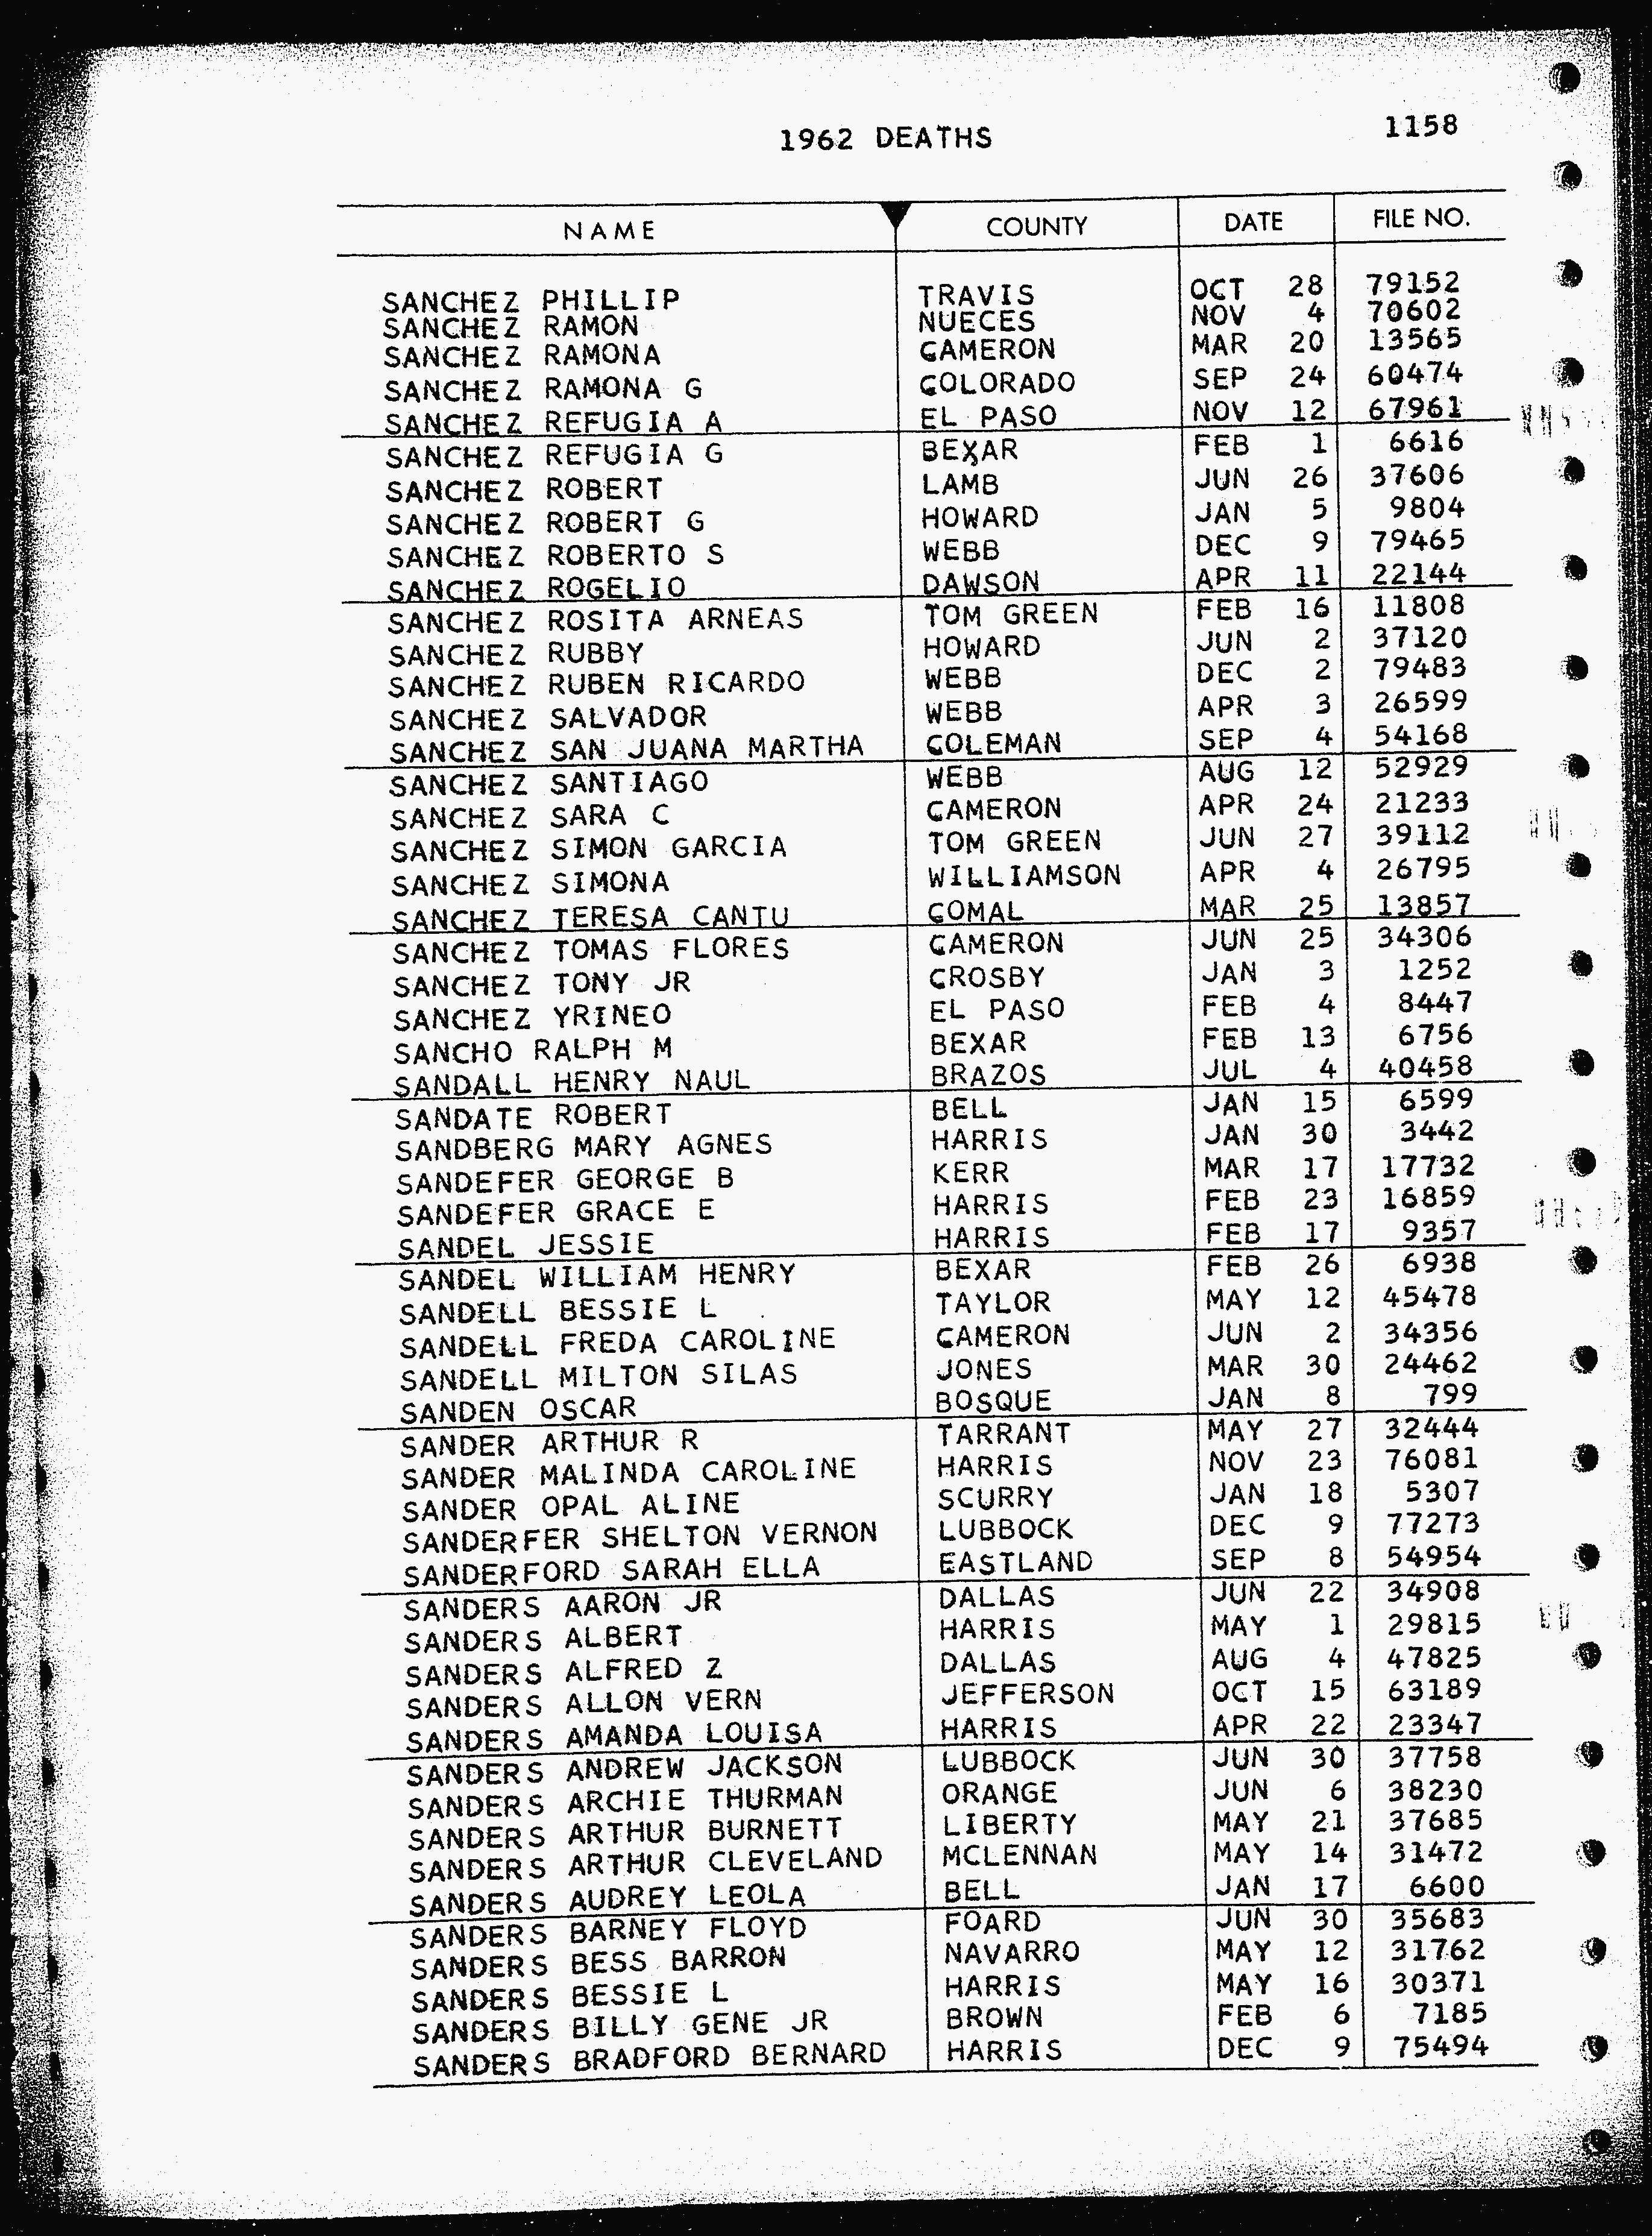 1962 DEATHS 1158
NAME COUNTY DATE FILE NO.
SANCHEZ PHILLIP TRAVIS OCT 28 79152
SANCHEZ RAMON NUECES NOV 4 70602
SANCHEZ RAMONA CAMERON MAR 20 13565
SANCHEZ RAMONA G COLORADO SEP 24 60474
SANCHEZ REFUGIA A EL PASO NOV 12 67961
SANCHEZ REFUGIA G BEXAR FEB 1 6616
SANCHEZ ROBERT LAMB JUN 26 37606
SANCHEZ ROBERT G HOWARD JAN 5 9804
SANCHEZ ROBERTO S WEBB DEC 9 79465
SANCHEZ ROGELIO DAWSON APR 11 22144
SANCHEZ ROSITA ARNEAS TOM GREEN FEB 16 11808
SANCHEZ RUBBY HOWARD JUN 2 37120
SANCHEZ RUBEN RICARDO WEBB DEC 2 79483
SANCHEZ SALVADOR WEBB APR 3 26599
SANCHEZ SAN JUANA MARTHA COLEMAN SEP 4 54168
SANCHEZ SANTIAGO WEBB AUG 12 52929
SANCHEZ SARA C CAMERON APR 24 21233
SANCHEZ SIMON GARCIA TOM GREEN JUN 27 39112
SANCHEZ SIMONA WILLIAMSON APR 4 26795
SANCHEZ TERESA CANTU COMAL MAR 25 13857
SANCHEZ TOMAS FLORES CAMERON JUN 25 34306
SANCHEZ TONY JR CROSBY JAN 3 1252
SANCHEZ YRINEO EL PASO FEB 4 8447
SANCHO RALPH M BEXAR FEB 13 6756
SANDALL HENRY NAUL BRAZOS JUL 4 40458
SANDATE ROBERT BELL JAN 15 6599
SANDBERG MARY AGNES HARRIS JAN 30 3442
SANDEFER GEORGE B KERR MAR 17 17732
SANDEFER GRACE E HARRIS FEB 23 16859
SANDEL JESSIE HARRIS FEB 17 9357
SANDEL WILLIAM HENRY BEXAR FEB 26 6938
SANDELL BESSIE L TAYLOR MAY 12 45478
SANDELL FREDA CAROLINE CAMERON JUN 2 34356
SANDELL MILTON SILAS JONES MAR 30 24462
SANDEN OSCAR BOSQUE JAN 8 799
SANDER ARTHUR R TARRANT MAY 27 32444
SANDER MALINDA CAROLINE HARRIS NOV 23 76081
SANDER OPAL ALINE SCURRY JAN 18 5307
SANDERFER SHELTON VERNON LUBBOCK DEC 9 77273
SANDERFORD SARAH ELLA EASTLAND SEP 8 54954
SANDERS AARON JR DALLAS JUN 22 34908
SANDERS ALBERT HARRIS MAY 1 29815
SANDERS ALFRED Z DALLAS AUG 4 47825
SANDERS ALLON VERN JEFFERSON OCT 15 63189
SANDERS AMANDA LOUISA HARRIS APR 22 23347
SANDERS ANDREW JACKSON LUBBOCK JUN 30 37758
SANDERS ARCHIE THURMAN ORANGE JUN 6 38230
SANDERS ARTHUR BURNETT LIBERTY MAY 21 37685
SANDERS ARTHUR CLEVELAND MCLENNAN MAY 14 31472
SANDERS AUDREY LEOLA BELL JAN 17 6600
SANDERS BARNEY FLOYD FOARD JUN 30 35683
SANDERS BESS BARRON NAVARRO MAY 12 31762
SANDERS BESSIE L HARRIS MAY 16 30371
SANDERS BILLY GENE JR BROWN FEB 6 7185
SANDERS BRADFORD BERNARD HARRIS DEC 9 75494